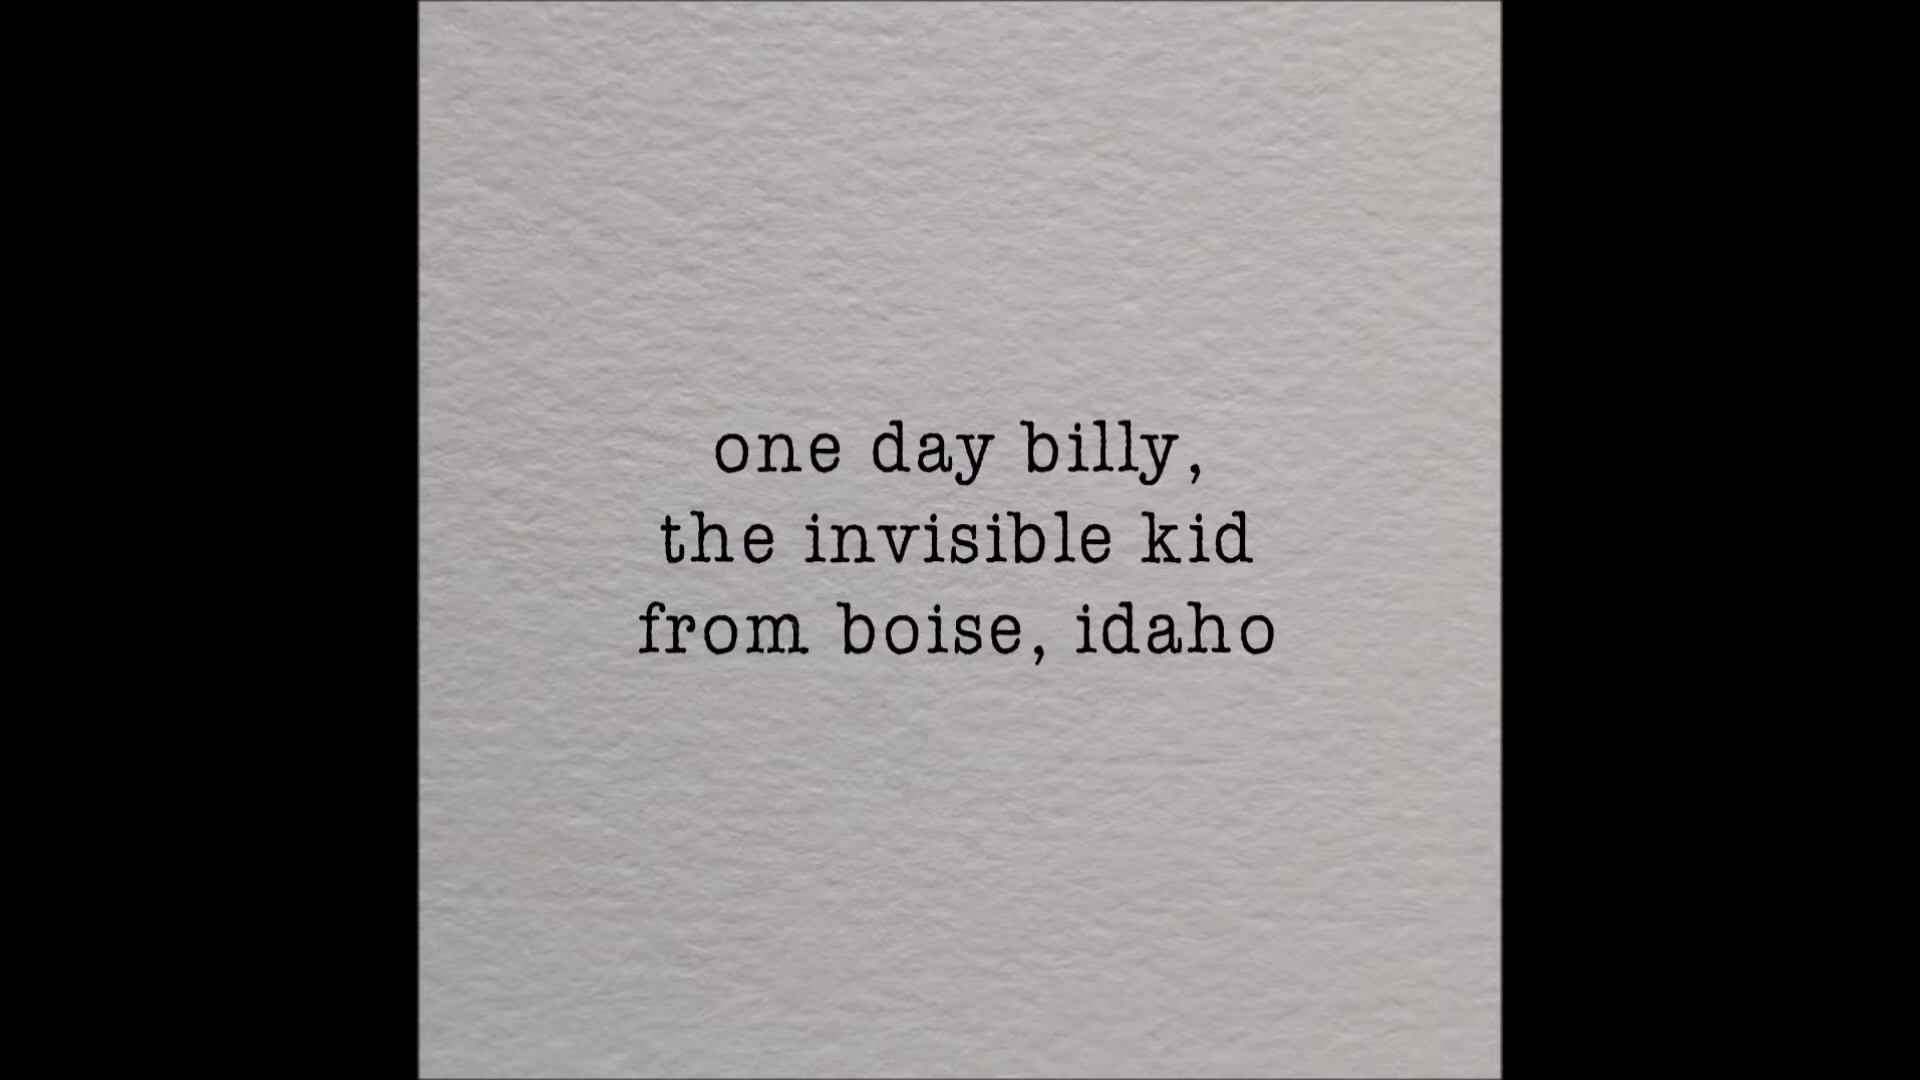 one day billy,
the invisible kid
from boise, idaho